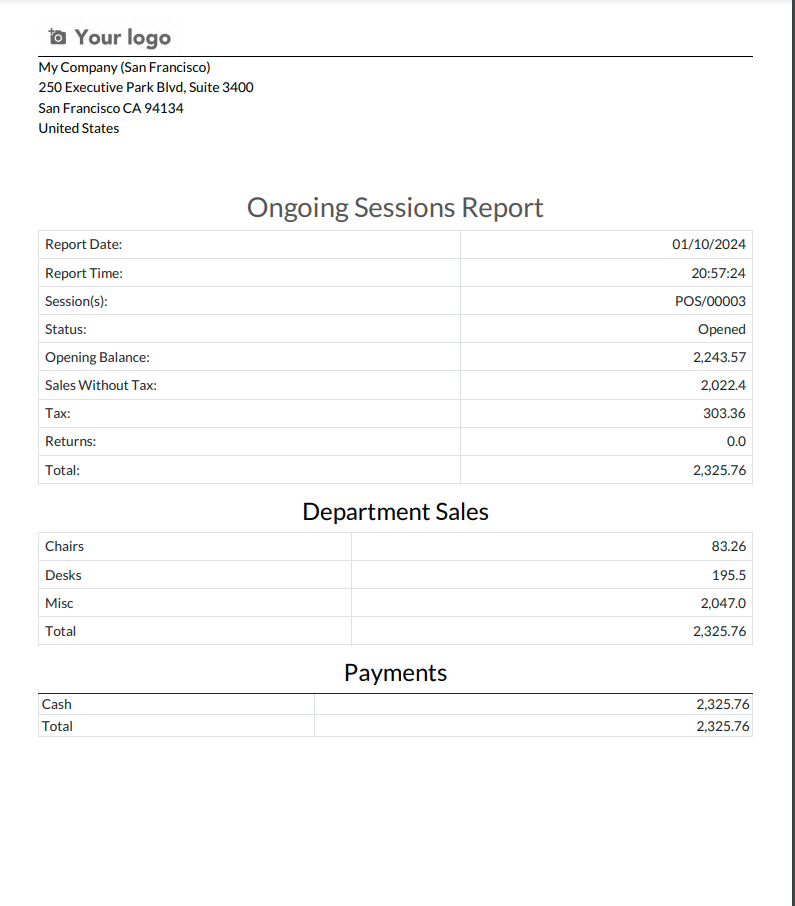 Your logo
My Company (San Francisco)
250 Executive Park Blvd, Suite 3400
San Francisco CA 94134
United States
Ongoing Sessions Report
Report Date: 01/10/2024
Report Time: 20:57:24
Session(s): POS/00003
Status: Opened
Opening Balance: 2,243.57
Sales Without Tax: 2,022.4
Tax: 303.36
Returns: 0.0
Total: 2,325.76
Department Sales
Chairs 83.26
Desks 195.5
Misc 2,047.0
Total 2,325.76
Payments
Cash 2,325.76
Total 2,325.76